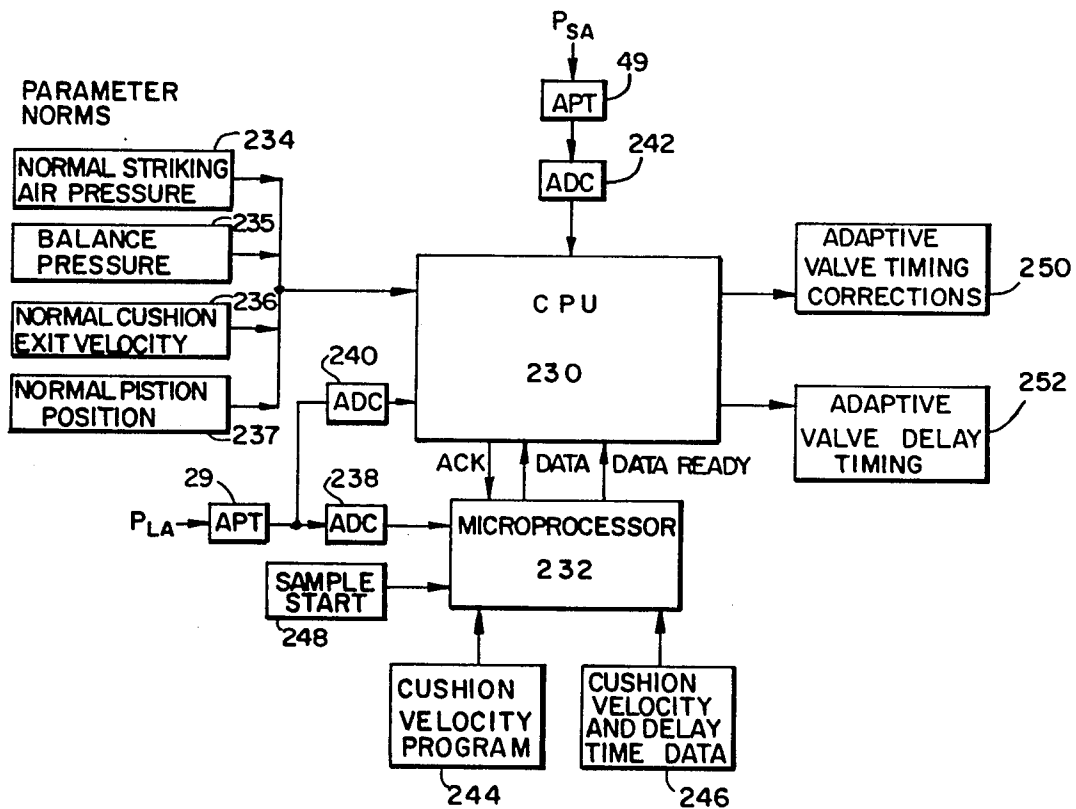 P_SA
PARAMETER
NORMS
49
APT
234
242
NORMAL STRIKING
AIR PRESSURE
ADC
235
BALANCE
PRESSURE
ADAPTIVE
VALVE TIMING
CORRECTIONS
250
CPU
236
NORMAL CUSHION
EXIT VELOCITY
240
230
252
NORMAL PISTION
POSITION
ADC
ADAPTIVE
VALVE DELAY
TIMING
237
ACK
DATA
DATA READY
29
238
P_LA
APT
ADC
MICROPROCESSOR
232
SAMPLE
START
248
CUSHION
VELOCITY
PROGRAM
CUSHION
VELOCITY
AND DELAY
TIME DATA
244
246